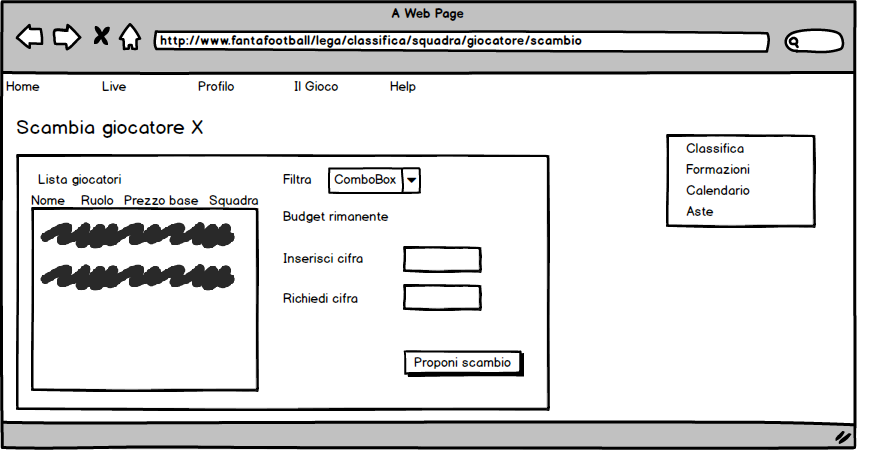 A Web Page
http://www.fantafootball/lega/classifica/squadra/giocatore/scambio
Home Live Profilo Il Gioco Help
Scambia giocatore X
Classifica
Formazioni
Calendario
Aste
Lista giocatori
Nome Ruolo Prezzo base Squadra
Filtra ComboBox
Budget rimanente
Inserisci cifra
Richiedi cifra
Proponi scambio